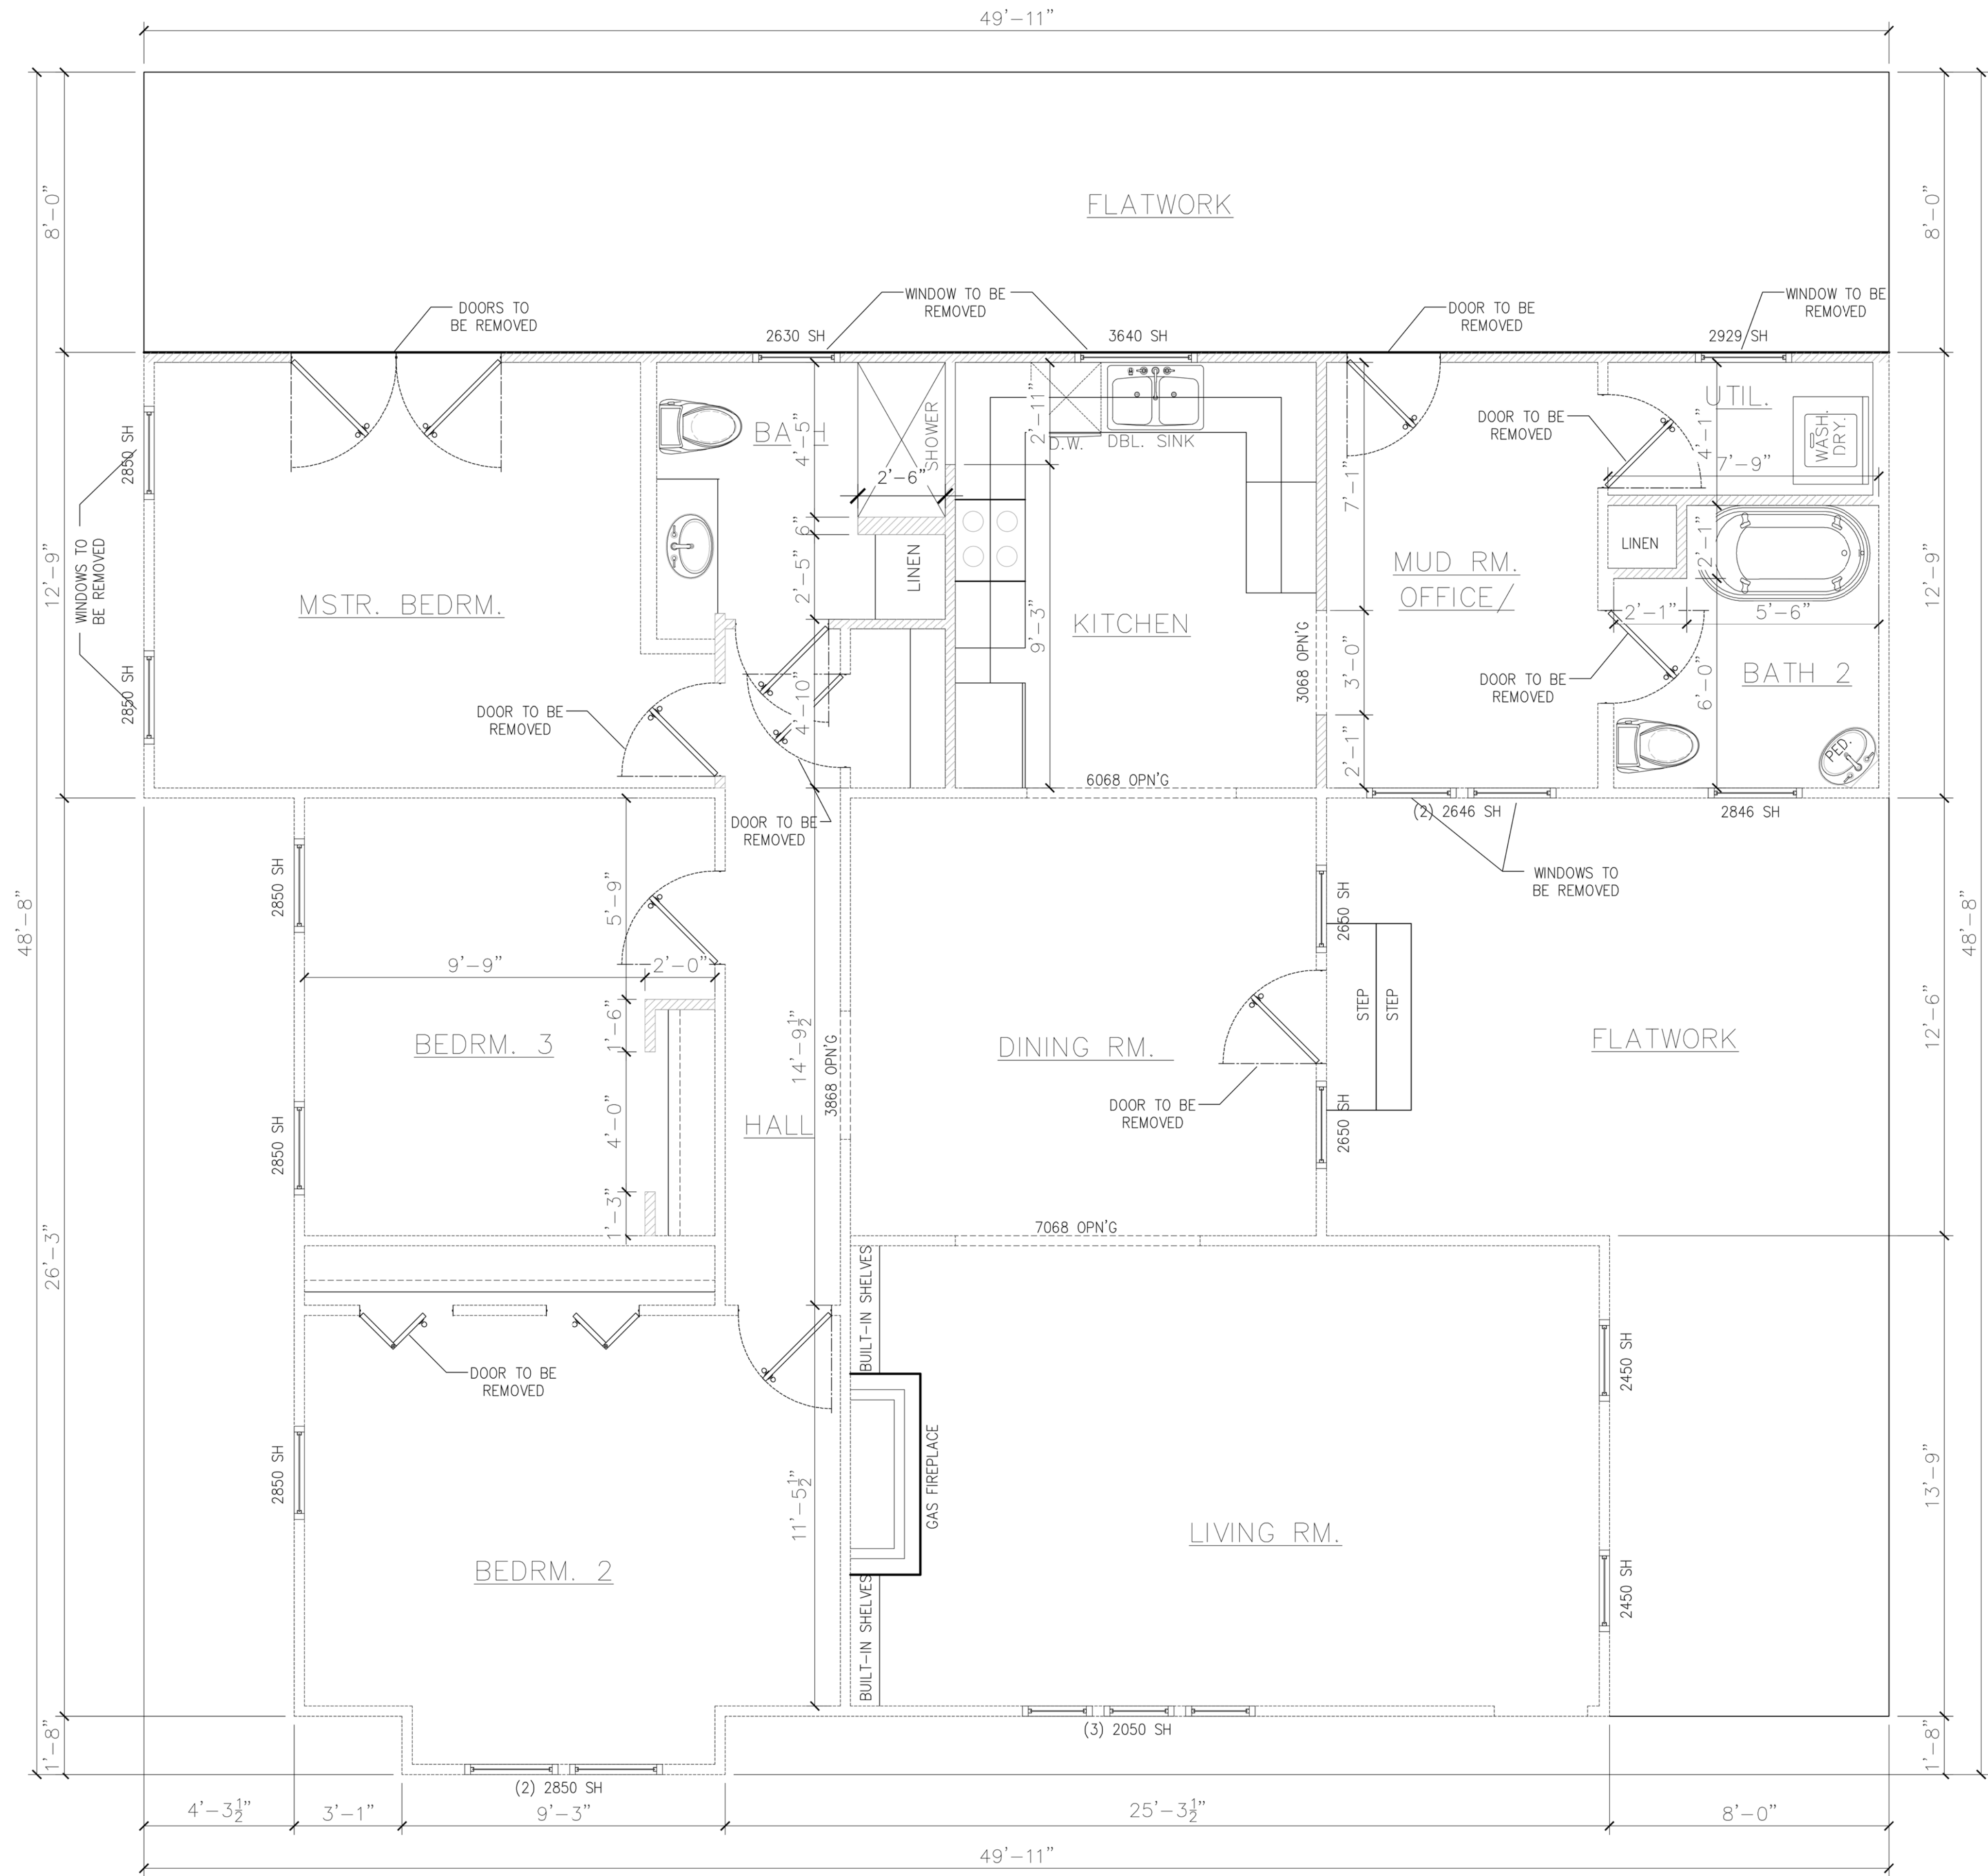 49'-11"
8'-0"
FLATWORK
8'-0"
DOORS TO
BE REMOVED
WINDOW TO BE
REMOVED
DOOR TO BE
REMOVED
WINDOW TO BE
REMOVED
2630 SH
3640 SH
2929 SH
2850 SH
WINDOWS TO
BE REMOVED
2850 SH
12'-9"
MSTR. BEDRM.
BATH
4'-5"
SHOWER
2'-6"
6"
2'-5"
LINEN
4'-10"
2'-11"
D.W.
DBL. SINK
9'-3"
KITCHEN
7'-1"
3068 OPN'G
3'-0"
2'-1"
6068 OPN'G
MUD RM.
OFFICE/
DOOR TO BE
REMOVED
UTIL.
4'-1"
7'-9"
WASH.
DRY.
LINEN
2'-1"
2'-1"
5'-6"
DOOR TO BE
REMOVED
6'-0"
BATH 2
PED.
12'-9"
DOOR TO BE
REMOVED
DOOR TO BE
REMOVED
(2) 2646 SH
2846 SH
WINDOWS TO
BE REMOVED
48'-8"
48'-8"
2850 SH
5'-9"
9'-9"
2'-0"
1'-6"
BEDRM. 3
4'-0"
2850 SH
1'-3"
HALL
14'-9½"
3868 OPN'G
DINING RM.
DOOR TO BE
REMOVED
2650 SH
STEP
STEP
2650 SH
FLATWORK
12'-6"
7068 OPN'G
26'-3"
BUILT-IN SHELVES
DOOR TO BE
REMOVED
2850 SH
BEDRM. 2
11'-5½"
GAS FIREPLACE
BUILT-IN SHELVES
LIVING RM.
2450 SH
2450 SH
13'-9"
(3) 2050 SH
1'-8"
1'-8"
(2) 2850 SH
4'-3½"
3'-1"
9'-3"
25'-3½"
8'-0"
49'-11"